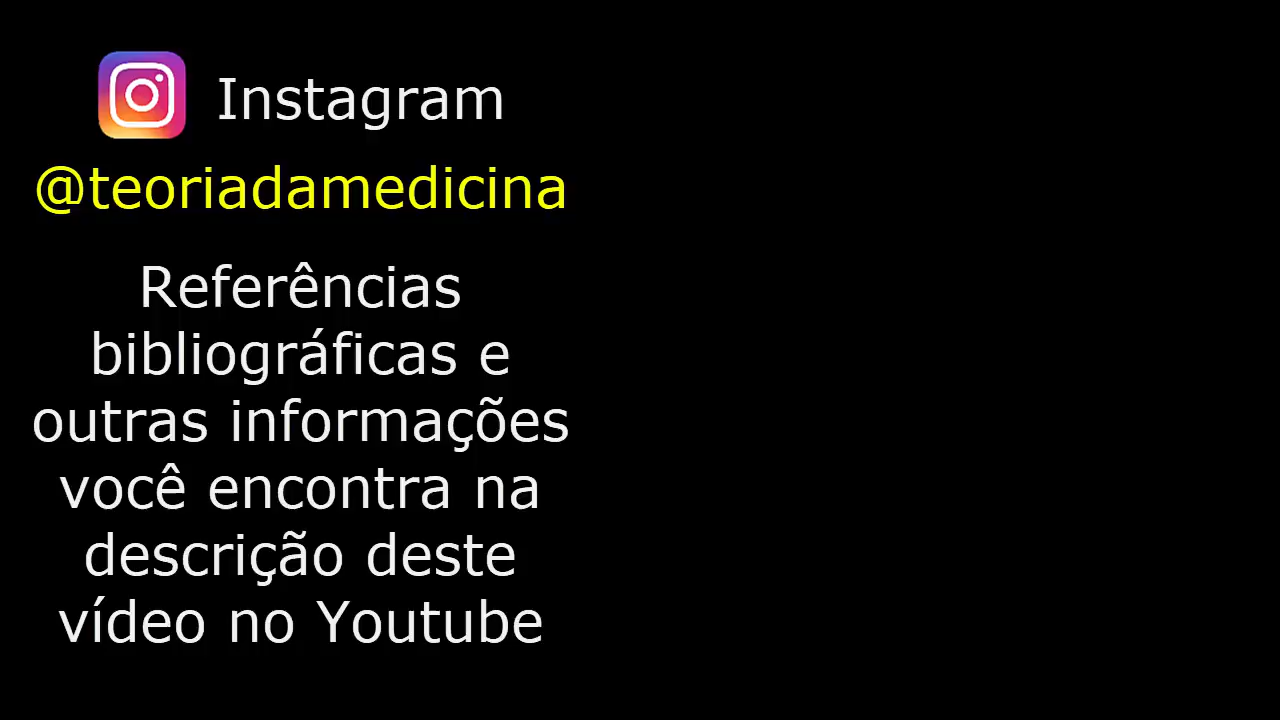 Instagram
@teoriadamedicina
Referências
bibliográficas e
outras informações
você encontra na
descrição deste
vídeo no Youtube